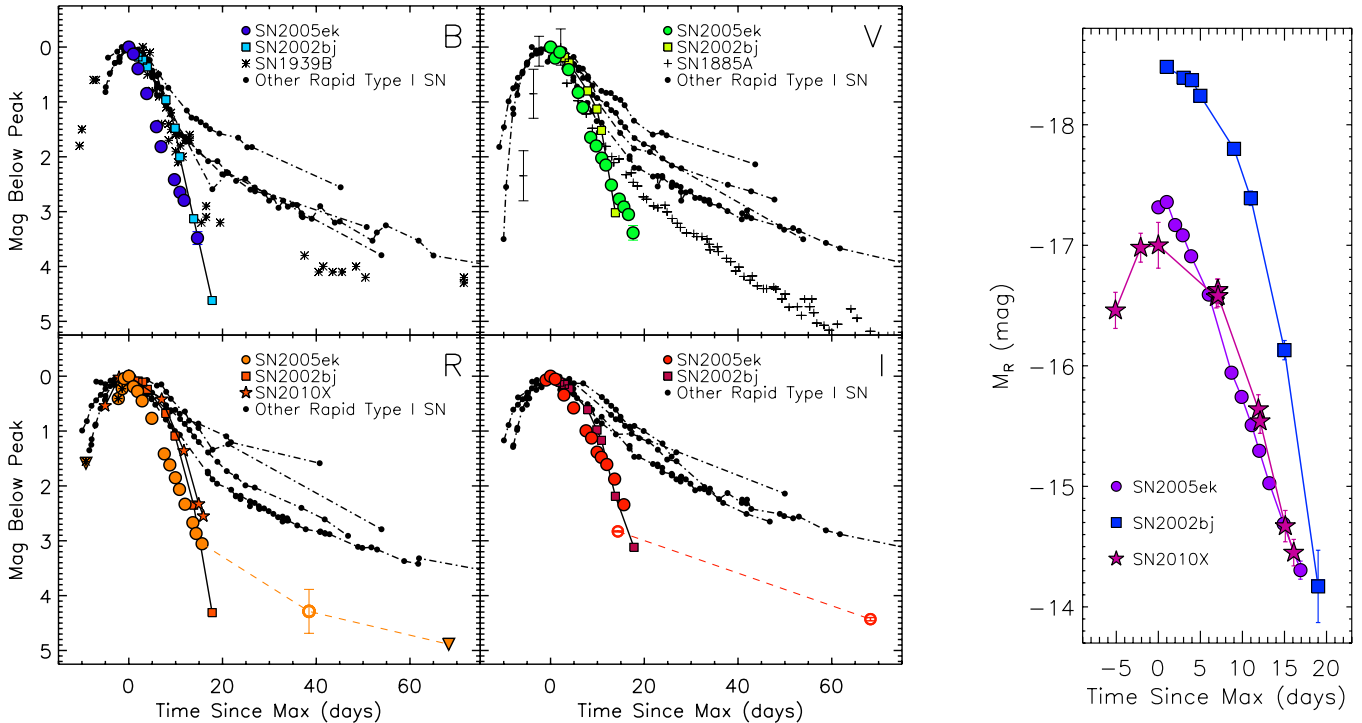 B
SN2005ek
SN2002bj
SN1939B
Other Rapid Type I SN
V
SN2005ek
SN2002bj
SN1885A
Other Rapid Type I SN
0
1
2
3
4
5
Mag Below Peak
R
SN2005ek
SN2002bj
SN2010X
Other Rapid Type I SN
I
SN2005ek
SN2002bj
Other Rapid Type I SN
0
1
2
3
4
5
Mag Below Peak
0 20 40 60
0 20 40 60
Time Since Max (days)
Time Since Max (days)
−18
−17
−16
−15
−14
M_R (mag)
SN2005ek
SN2002bj
SN2010X
−5 0 5 10 15 20
Time Since Max (days)